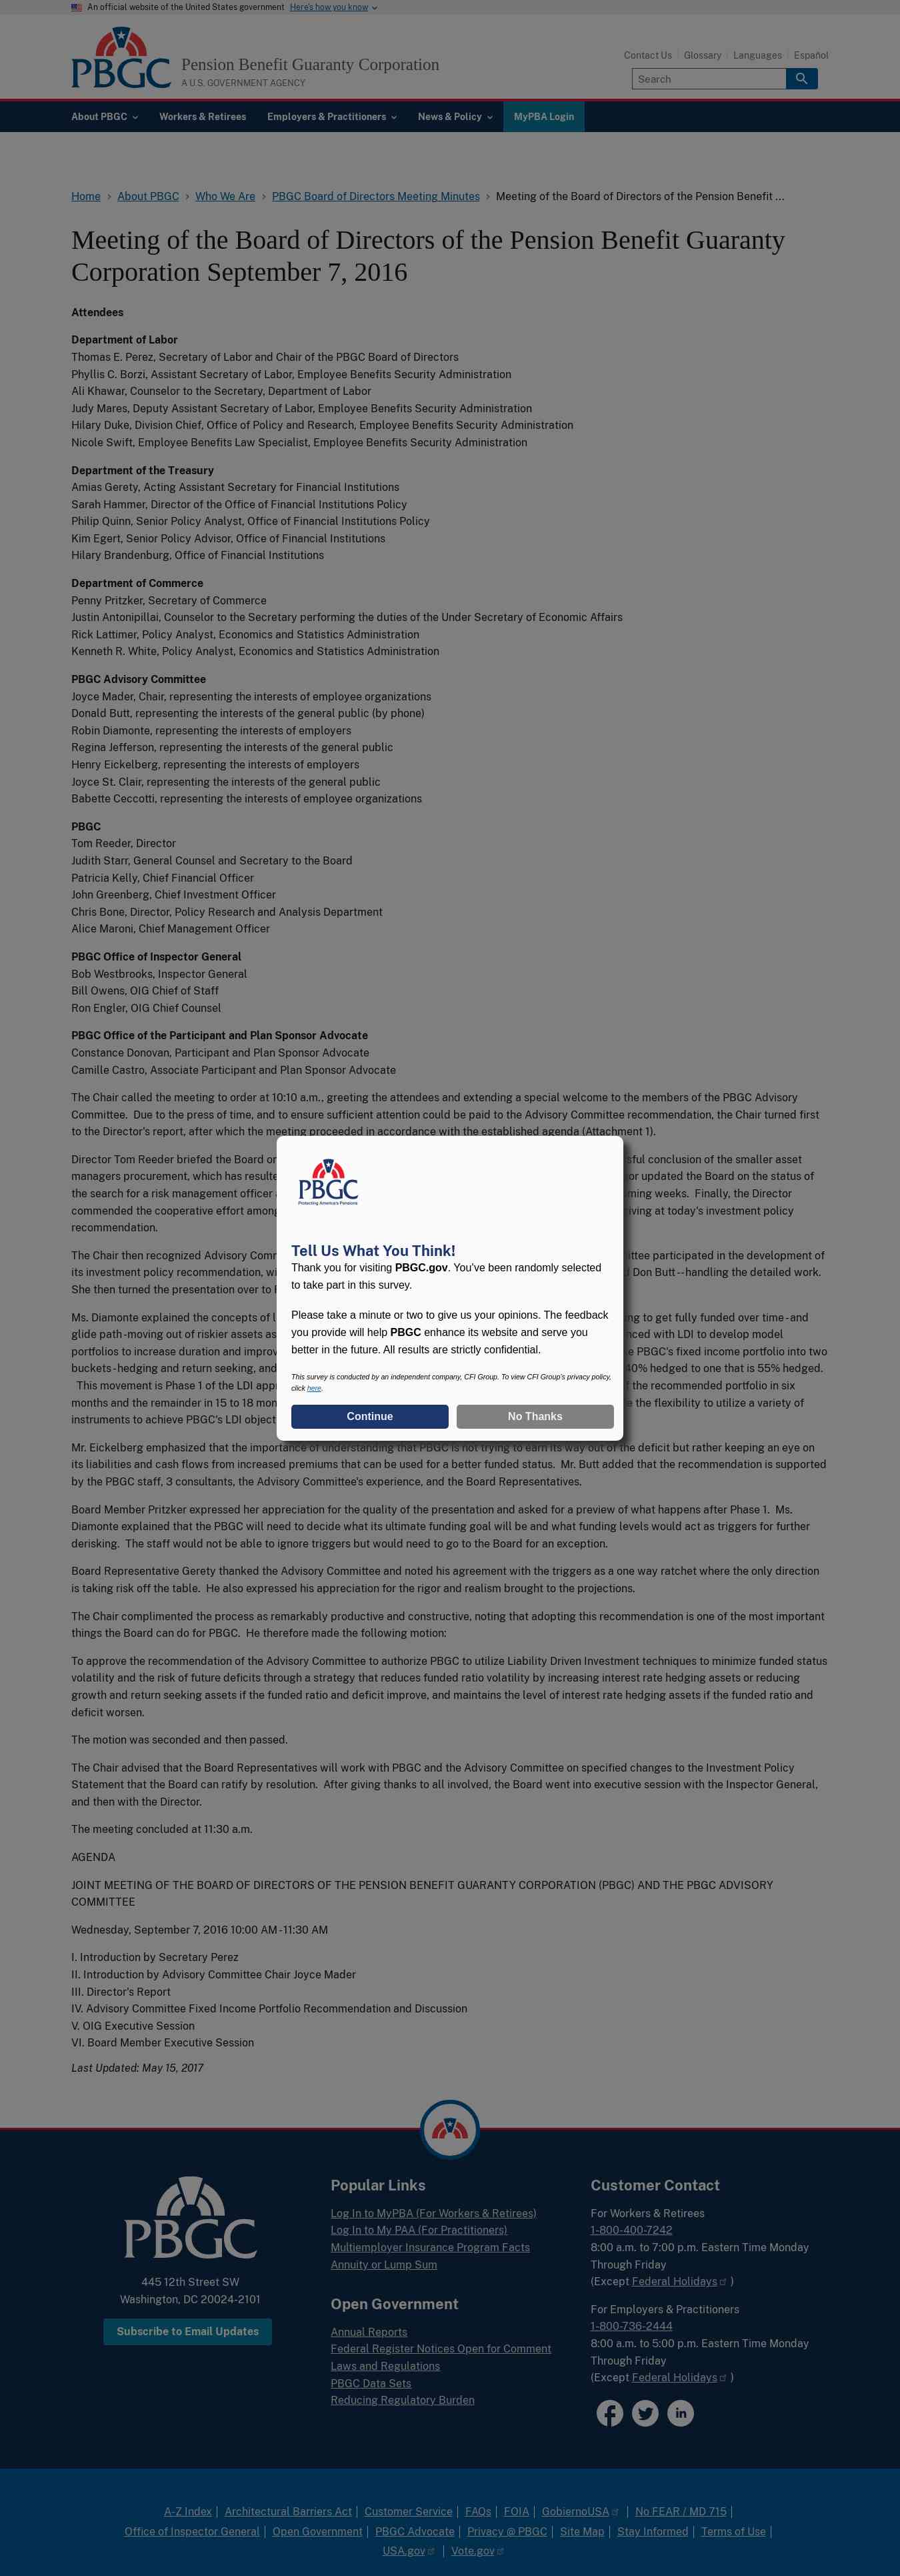 An official website of the United States government Here's how you know
PBGC
Pension Benefit Guaranty Corporation
A U.S. GOVERNMENT AGENCY
Contact Us Glossary Languages Español
Search
About PBGC Workers & Retirees Employers & Practitioners News & Policy MyPBA Login
Home > About PBGC > Who We Are > PBGC Board of Directors Meeting Minutes > Meeting of the Board of Directors of the Pension Benefit ...
Meeting of the Board of Directors of the Pension Benefit Guaranty
Corporation September 7, 2016
Attendees
Department of Labor
Thomas E. Perez, Secretary of Labor and Chair of the PBGC Board of Directors
Phyllis C. Borzi, Assistant Secretary of Labor, Employee Benefits Security Administration
Ali Khawar, Counselor to the Secretary, Department of Labor
Judy Mares, Deputy Assistant Secretary of Labor, Employee Benefits Security Administration
Hilary Duke, Division Chief, Office of Policy and Research, Employee Benefits Security Administration
Nicole Swift, Employee Benefits Law Specialist, Employee Benefits Security Administration
Department of the Treasury
Amias Gerety, Acting Assistant Secretary for Financial Institutions
Sarah Hammer, Director of the Office of Financial Institutions Policy
Philip Quinn, Senior Policy Analyst, Office of Financial Institutions Policy
Kim Egert, Senior Policy Advisor, Office of Financial Institutions
Hilary Brandenburg, Office of Financial Institutions
Department of Commerce
Penny Pritzker, Secretary of Commerce
Justin Antonipillai, Counselor to the Secretary performing the duties of the Under Secretary of Economic Affairs
Rick Lattimer, Policy Analyst, Economics and Statistics Administration
Kenneth R. White, Policy Analyst, Economics and Statistics Administration
PBGC Advisory Committee
Joyce Mader, Chair, representing the interests of employee organizations
Donald Butt, representing the interests of the general public (by phone)
Robin Diamonte, representing the interests of employers
Regina Jefferson, representing the interests of the general public
Henry Eickelberg, representing the interests of employers
Joyce St. Clair, representing the interests of the general public
Babette Ceccotti, representing the interests of employee organizations
PBGC
Tom Reeder, Director
Judith Starr, General Counsel and Secretary to the Board
Patricia Kelly, Chief Financial Officer
John Greenberg, Chief Investment Officer
Chris Bone, Director, Policy Research and Analysis Department
Alice Maroni, Chief Management Officer
PBGC Office of Inspector General
Bob Westbrooks, Inspector General
Bill Owens, OIG Chief of Staff
Ron Engler, OIG Chief Counsel
PBGC Office of the Participant and Plan Sponsor Advocate
Constance Donovan, Participant and Plan Sponsor Advocate
Camille Castro, Associate Participant and Plan Sponsor Advocate
The Chair called the meeting to order at 10:10 a.m., greeting the attendees and extending a special welcome to the members of the PBGC Advisory
Committee. Due to the press of time, and to ensure sufficient attention could be paid to the Advisory Committee recommendation, the Chair turned first
to the Director's report, after which the meeting proceeded in accordance with the established agenda (Attachment 1).
Director Tom Reeder briefed the Board on conclusion of the smaller asset
managers procurement, which has updated the Board on the status of
the search for a risk management officer weeks. Finally, the Director
commended the cooperative effort among at today's investment policy
recommendation.
The Chair then recognized Advisory participated in the development of
its investment policy recommendation, Don Butt--handling the detailed work.
She then turned the presentation over to
Ms. Diamonte explained the concepts of to get fully funded over time-and
glide path-moving out of riskier assets with LDI to develop model
portfolios to increase duration and PBGC's fixed income portfolio into two
buckets-hedging and return seeking, 40% hedged to one that is 55% hedged.
This movement is Phase 1 of the LDI the recommended portfolio in six
months and the remainder in 15 to 18 the flexibility to utilize a variety of
instruments to achieve PBGC's LDI
PBGC
Protecting America's Pensions
Tell Us What You Think!
Thank you for visiting PBGC.gov. You've been randomly selected
to take part in this survey.
Please take a minute or two to give us your opinions. The feedback
you provide will help PBGC enhance its website and serve you
better in the future. All results are strictly confidential.
This survey is conducted by an independent company, CFI Group. To view CFI Group's privacy policy,
click here.
Continue No Thanks
Mr. Eickelberg emphasized that the importance of understanding that PBGC is not trying to earn its way out of the deficit but rather keeping an eye on
its liabilities and cash flows from increased premiums that can be used for a better funded status. Mr. Butt added that the recommendation is supported
by the PBGC staff, 3 consultants, the Advisory Committee's experience, and the Board Representatives.
Board Member Pritzker expressed her appreciation for the quality of the presentation and asked for a preview of what happens after Phase 1. Ms.
Diamonte explained that the PBGC will need to decide what its ultimate funding goal will be and what funding levels would act as triggers for further
derisking. The staff would not be able to ignore triggers but would need to go to the Board for an exception.
Board Representative Gerety thanked the Advisory Committee and noted his agreement with the triggers as a one way ratchet where the only direction
is taking risk off the table. He also expressed his appreciation for the rigor and realism brought to the projections.
The Chair complimented the process as remarkably productive and constructive, noting that adopting this recommendation is one of the most important
things the Board can do for PBGC. He therefore made the following motion:
To approve the recommendation of the Advisory Committee to authorize PBGC to utilize Liability Driven Investment techniques to minimize funded status
volatility and the risk of future deficits through a strategy that reduces funded ratio volatility by increasing interest rate hedging assets or reducing
growth and return seeking assets if the funded ratio and deficit improve, and maintains the level of interest rate hedging assets if the funded ratio and
deficit worsen.
The motion was seconded and then passed.
The Chair advised that the Board Representatives will work with PBGC and the Advisory Committee on specified changes to the Investment Policy
Statement that the Board can ratify by resolution. After giving thanks to all involved, the Board went into executive session with the Inspector General,
and then with the Director.
The meeting concluded at 11:30 a.m.
AGENDA
JOINT MEETING OF THE BOARD OF DIRECTORS OF THE PENSION BENEFIT GUARANTY CORPORATION (PBGC) AND THE PBGC ADVISORY
COMMITTEE
Wednesday, September 7, 2016 10:00 AM-11:30 AM
I. Introduction by Secretary Perez
II. Introduction by Advisory Committee Chair Joyce Mader
III. Director's Report
IV. Advisory Committee Fixed Income Portfolio Recommendation and Discussion
V. OIG Executive Session
VI. Board Member Executive Session
Last Updated: May 15, 2017
PBGC
445 12th Street SW
Washington, DC 20024-2101
Subscribe to Email Updates
Popular Links
Log In to MyPBA (For Workers & Retirees)
Log In to My PAA (For Practitioners)
Multiemployer Insurance Program Facts
Annuity or Lump Sum
Open Government
Annual Reports
Federal Register Notices Open for Comment
Laws and Regulations
PBGC Data Sets
Reducing Regulatory Burden
Customer Contact
For Workers & Retirees
1-800-400-7242
8:00 a.m. to 7:00 p.m. Eastern Time Monday
Through Friday
(Except Federal Holidays )
For Employers & Practitioners
1-800-736-2444
8:00 a.m. to 5:00 p.m. Eastern Time Monday
Through Friday
(Except Federal Holidays )
A-Z Index | Architectural Barriers Act | Customer Service | FAQs | FOIA | GobiernoUSA | No FEAR / MD 715 |
Office of Inspector General | Open Government | PBGC Advocate | Privacy @ PBGC | Site Map | Stay Informed | Terms of Use |
USA.gov | Vote.gov